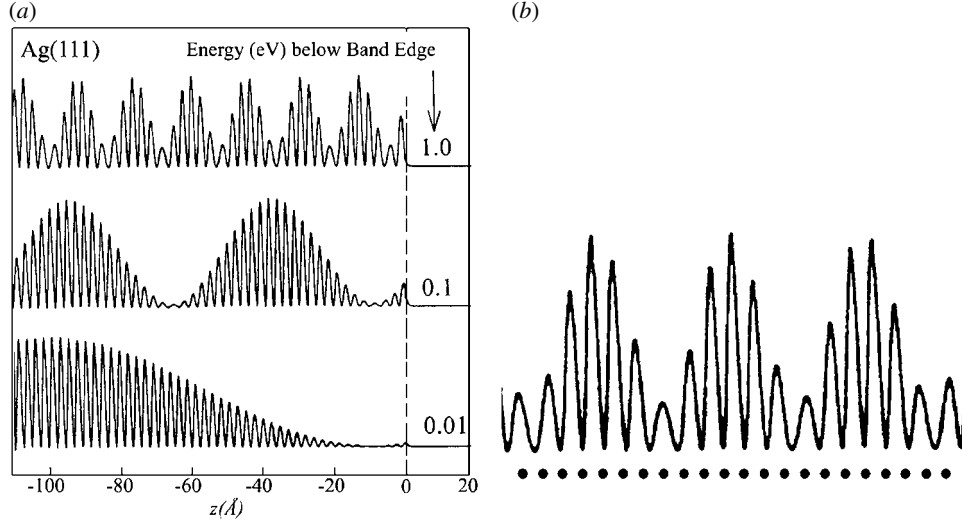 (a)
(b)
Ag(111)
Energy (eV) below Band Edge
1.0
0.1
0.01
-100 -80 -60 -40 -20 0 20
z(Å)